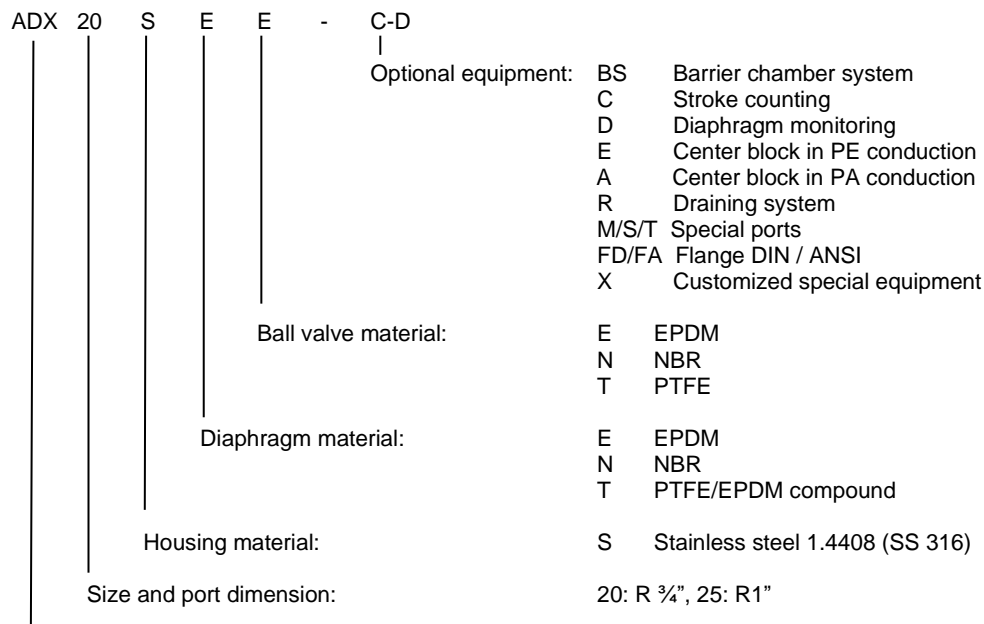 ADX 20 S E E - C-D
Optional equipment: BS Barrier chamber system
C Stroke counting
D Diaphragm monitoring
E Center block in PE conduction
A Center block in PA conduction
R Draining system
M/S/T Special ports
FD/FA Flange DIN / ANSI
X Customized special equipment
Ball valve material: E EPDM
N NBR
T PTFE
Diaphragm material: E EPDM
N NBR
T PTFE/EPDM compound
Housing material: S Stainless steel 1.4408 (SS 316)
Size and port dimension: 20: R ¾”, 25: R1”